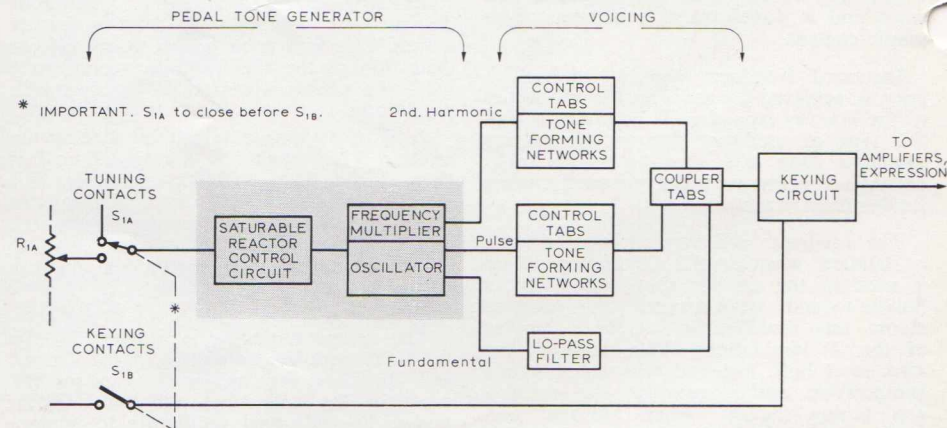 PEDAL TONE GENERATOR
VOICING
* IMPORTANT. S1A to close before S1B.
2nd. Harmonic
CONTROL
TABS
TONE
FORMING
NETWORKS
TO
AMPLIFIERS,
EXPRESSION
TUNING
CONTACTS
S1A
R1A
SATURABLE
REACTOR
CONTROL
CIRCUIT
FREQUENCY
MULTIPLIER
OSCILLATOR
Pulse
CONTROL
TABS
TONE
FORMING
NETWORKS
COUPLER
TABS
KEYING
CIRCUIT
*
KEYING
CONTACTS
S1B
Fundamental
LO-PASS
FILTER